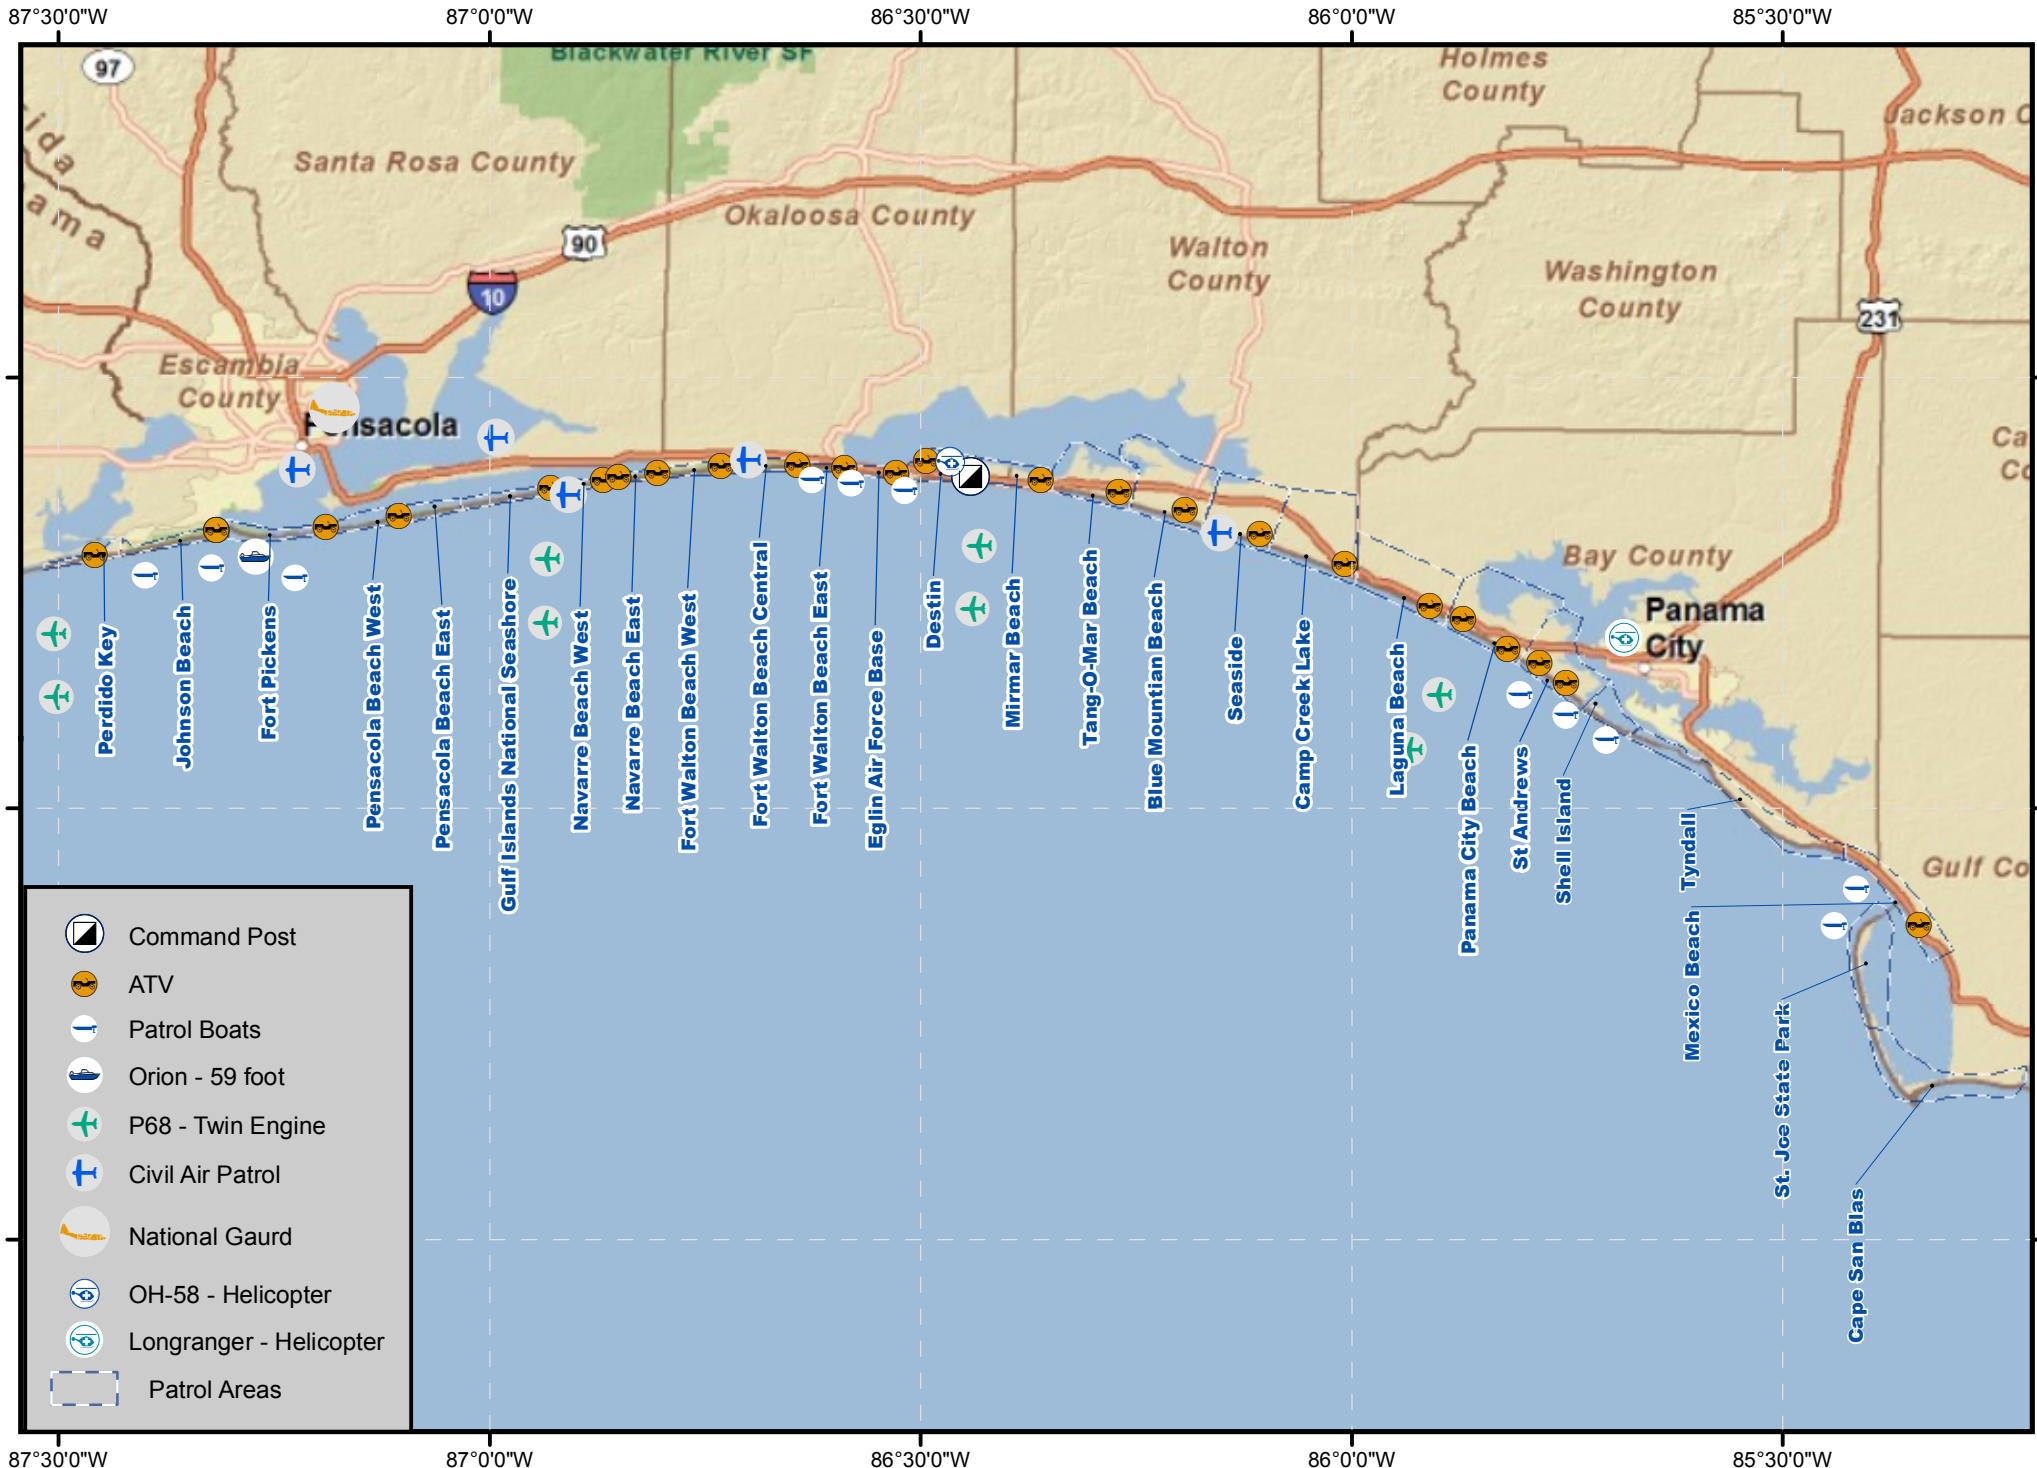 87°30'0"W
87°0'0"W
86°30'0"W
86°0'0"W
85°30'0"W
97
Blackwater River SF
Holmes
County
Jackson C
ida
ama
Santa Rosa County
Okaloosa County
90
Walton
County
Washington
County
10
231
Escambia
County
Pensacola
Ca
Co
Bay County
Panama
City
Gulf Co
Perdido Key
Johnson Beach
Fort Pickens
Pensacola Beach West
Pensacola Beach East
Gulf Islands National Seashore
Navarre Beach West
Navarre Beach East
Fort Walton Beach West
Fort Walton Beach Central
Fort Walton Beach East
Eglin Air Force Base
Destin
Mirmar Beach
Tang-O-Mar Beach
Blue Mountian Beach
Seaside
Camp Creek Lake
Laguna Beach
Panama City Beach
St Andrews
Shell Island
Tyndall
Mexico Beach
St. Joe State Park
Cape San Blas
Command Post
ATV
Patrol Boats
Orion - 59 foot
P68 - Twin Engine
Civil Air Patrol
National Gaurd
OH-58 - Helicopter
Longranger - Helicopter
Patrol Areas
87°30'0"W
87°0'0"W
86°30'0"W
86°0'0"W
85°30'0"W